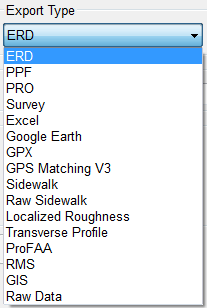 Export Type
ERD
ERD
PPF
PRO
Survey
Excel
Google Earth
GPX
GPS Matching V3
Sidewalk
Raw Sidewalk
Localized Roughness
Transverse Profile
ProFAA
RMS
GIS
Raw Data